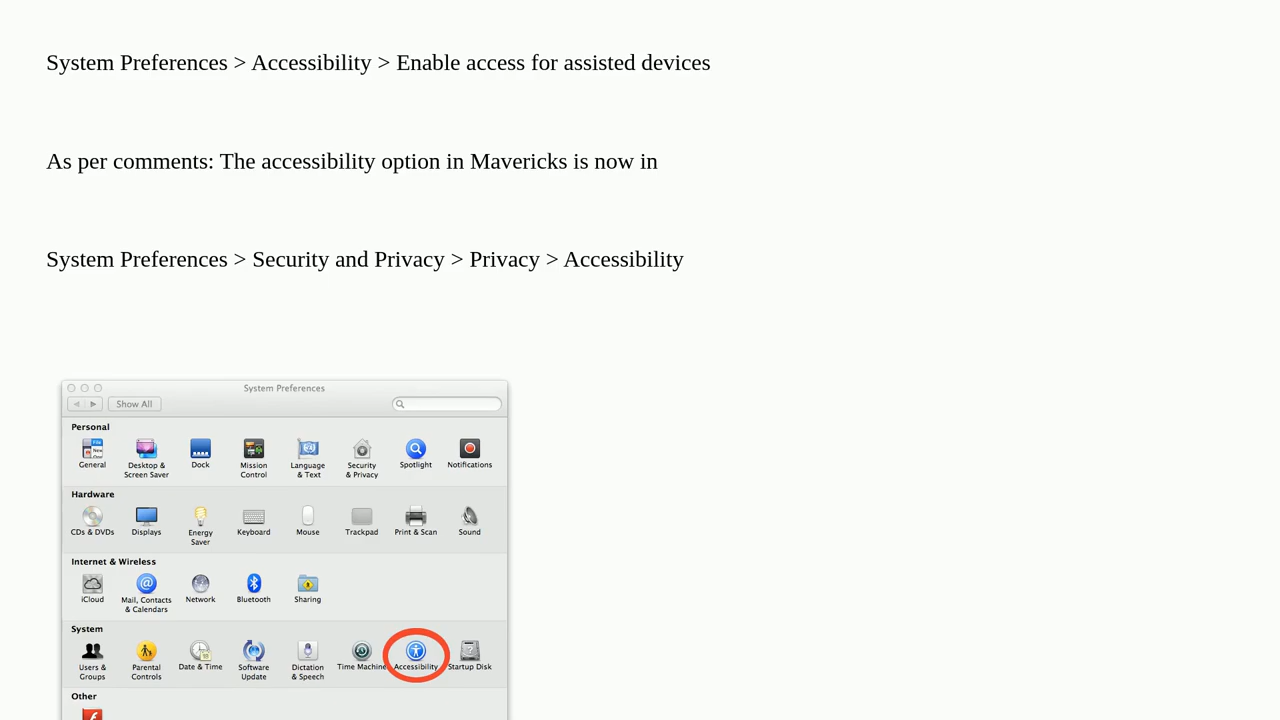 System Preferences > Accessibility > Enable access for assisted devices
As per comments: The accessibility option in Mavericks is now in
System Preferences > Security and Privacy > Privacy > Accessibility
System Preferences
Show All
Personal
General
Desktop & Screen Saver
Dock
Mission Control
Language & Text
Security & Privacy
Spotlight
Notifications
Hardware
CDs & DVDs
Displays
Energy Saver
Keyboard
Mouse
Trackpad
Print & Scan
Sound
Internet & Wireless
iCloud
Mail, Contacts & Calendars
Network
Bluetooth
Sharing
System
Users & Groups
Parental Controls
Date & Time
Software Update
Dictation & Speech
Time Machine
Accessibility
Startup Disk
Other